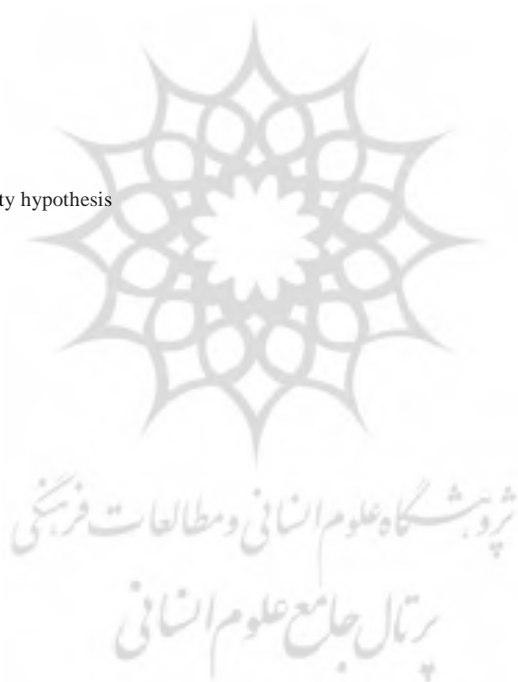 ty hypothesis
پژوهشگاه علوم انسانی و مطالعات فرهنگی
پرتال جامع علوم انسانی